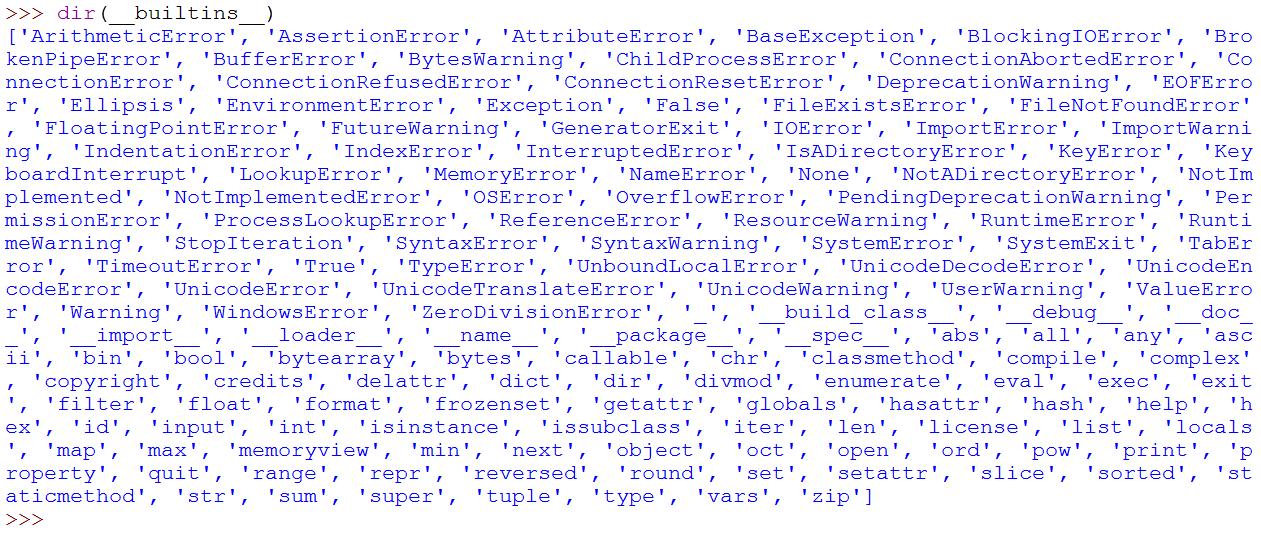 >>> dir(__builtins__)
['ArithmeticError', 'AssertionError', 'AttributeError', 'BaseException', 'BlockingIOError', 'Bro
kenPipeError', 'BufferError', 'BytesWarning', 'ChildProcessError', 'ConnectionAbortedError', 'Co
nnectionError', 'ConnectionRefusedError', 'ConnectionResetError', 'DeprecationWarning', 'EOFErro
r', 'Ellipsis', 'EnvironmentError', 'Exception', 'False', 'FileExistsError', 'FileNotFoundError'
, 'FloatingPointError', 'FutureWarning', 'GeneratorExit', 'IOError', 'ImportError', 'ImportWarni
ng', 'IndentationError', 'IndexError', 'InterruptedError', 'IsADirectoryError', 'KeyError', 'Key
boardInterrupt', 'LookupError', 'MemoryError', 'NameError', 'None', 'NotADirectoryError', 'NotIm
plemented', 'NotImplementedError', 'OSError', 'OverflowError', 'PendingDeprecationWarning', 'Per
missionError', 'ProcessLookupError', 'ReferenceError', 'ResourceWarning', 'RuntimeError', 'Runti
meWarning', 'StopIteration', 'SyntaxError', 'SyntaxWarning', 'SystemError', 'SystemExit', 'TabEr
ror', 'TimeoutError', 'True', 'TypeError', 'UnboundLocalError', 'UnicodeDecodeError', 'UnicodeEn
codeError', 'UnicodeError', 'UnicodeTranslateError', 'UnicodeWarning', 'UserWarning', 'ValueErro
r', 'Warning', 'WindowsError', 'ZeroDivisionError', '_', '__build_class__', '__debug__', '__doc_
_', '__import__', '__loader__', '__name__', '__package__', '__spec__', 'abs', 'all', 'any', 'asc
ii', 'bin', 'bool', 'bytearray', 'bytes', 'callable', 'chr', 'classmethod', 'compile', 'complex'
, 'copyright', 'credits', 'delattr', 'dict', 'dir', 'divmod', 'enumerate', 'eval', 'exec', 'exit
', 'filter', 'float', 'format', 'frozenset', 'getattr', 'globals', 'hasattr', 'hash', 'help', 'h
ex', 'id', 'input', 'int', 'isinstance', 'issubclass', 'iter', 'len', 'license', 'list', 'locals
', 'map', 'max', 'memoryview', 'min', 'next', 'object', 'oct', 'open', 'ord', 'pow', 'print', 'p
roperty', 'quit', 'range', 'repr', 'reversed', 'round', 'set', 'setattr', 'slice', 'sorted', 'st
aticmethod', 'str', 'sum', 'super', 'tuple', 'type', 'vars', 'zip']
>>>